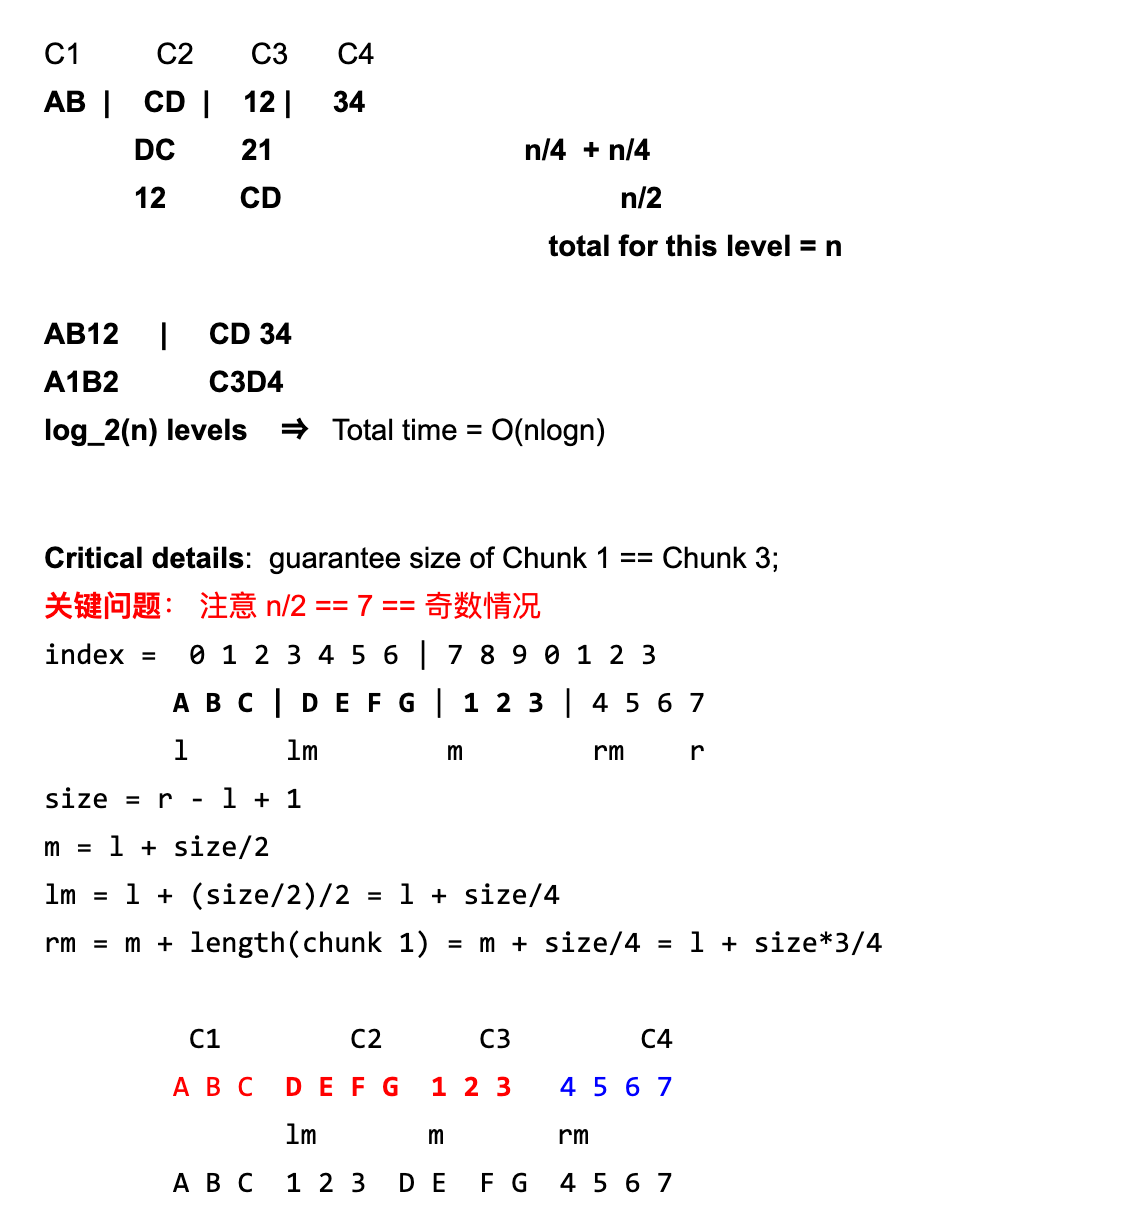 C1 C2 C3 C4
AB | CD | 12 | 34
DC 21 n/4 + n/4
12 CD n/2
total for this level = n
AB12 | CD 34
A1B2 C3D4
log_2(n) levels ⇒ Total time = O(nlogn)
Critical details: guarantee size of Chunk 1 == Chunk 3;
关键问题： 注意 n/2 == 7 == 奇数情况
index = 0 1 2 3 4 5 6 | 7 8 9 0 1 2 3
A B C | D E F G | 1 2 3 | 4 5 6 7
l lm m rm r
size = r - l + 1
m = l + size/2
lm = l + (size/2)/2 = l + size/4
rm = m + length(chunk 1) = m + size/4 = l + size*3/4
C1 C2 C3 C4
A B C D E F G 1 2 3 4 5 6 7
lm m rm
A B C 1 2 3 D E F G 4 5 6 7